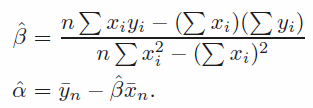 β̂ = (n ∑ xᵢyᵢ − (∑ xᵢ)(∑ yᵢ)) / (n ∑ xᵢ² − (∑ xᵢ)²)
α̂ = ȳₙ − β̂x̄ₙ.